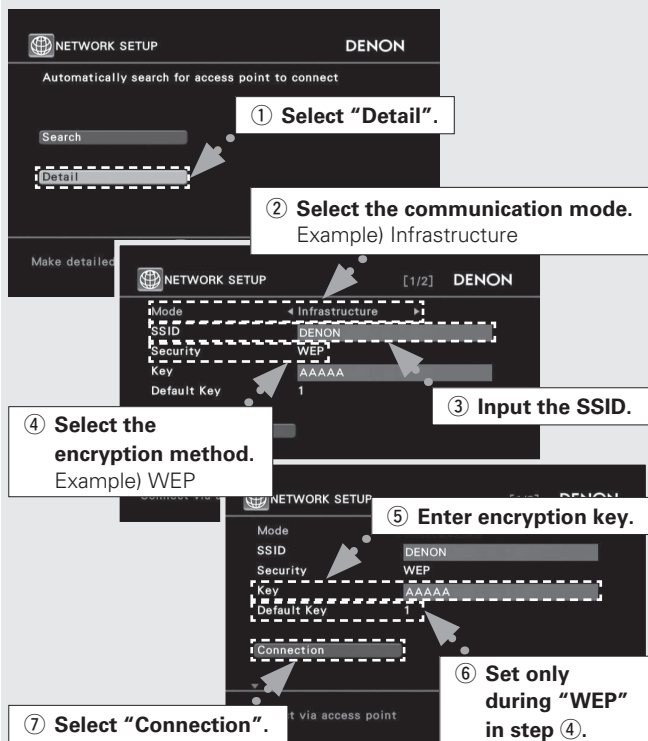 NETWORK SETUP DENON
Automatically search for access point to connect
① Select “Detail”.
Search
Detail
② Select the communication mode.
Example) Infrastructure
Make detailed
NETWORK SETUP [1/2] DENON
Mode Infrastructure
SSID DENON
Security WEP
Key AAAAA
Default Key 1
③ Input the SSID.
④ Select the
encryption method.
Example) WEP
NETWORK SETUP DENON
⑤ Enter encryption key.
Mode
SSID DENON
Security WEP
Key AAAAA
Default Key 1
Connection
⑥ Set only
during “WEP”
in step ④.
⑦ Select “Connection”.
via access point